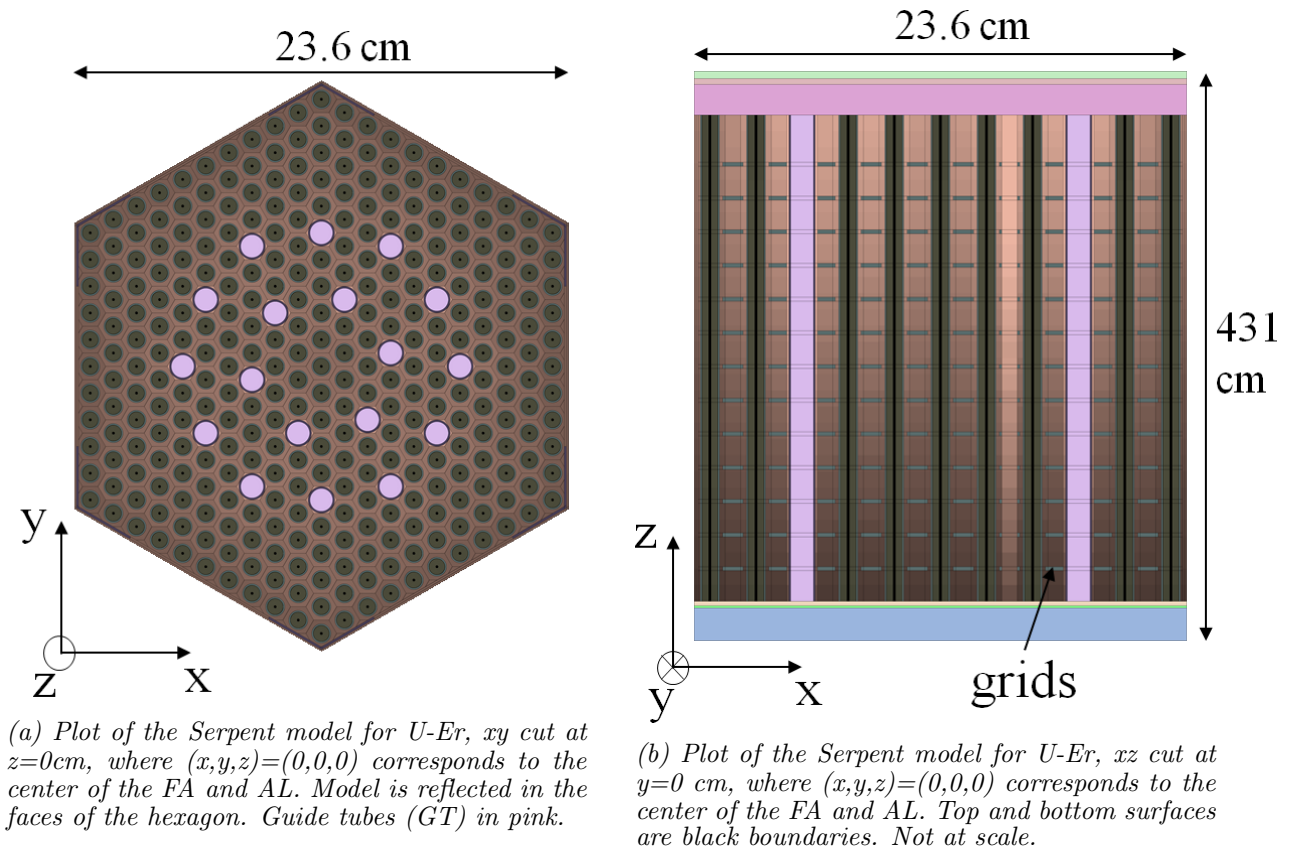 23.6 cm
y
z
x
(a) Plot of the Serpent model for U-Er, xy cut at
z=0cm, where (x,y,z)=(0,0,0) corresponds to the
center of the FA and AL. Model is reflected in the
faces of the hexagon. Guide tubes (GT) in pink.
23.6 cm
431
cm
z
y
x
grids
(b) Plot of the Serpent model for U-Er, xz cut at
y=0 cm, where (x,y,z)=(0,0,0) corresponds to the
center of the FA and AL. Top and bottom surfaces
are black boundaries. Not at scale.